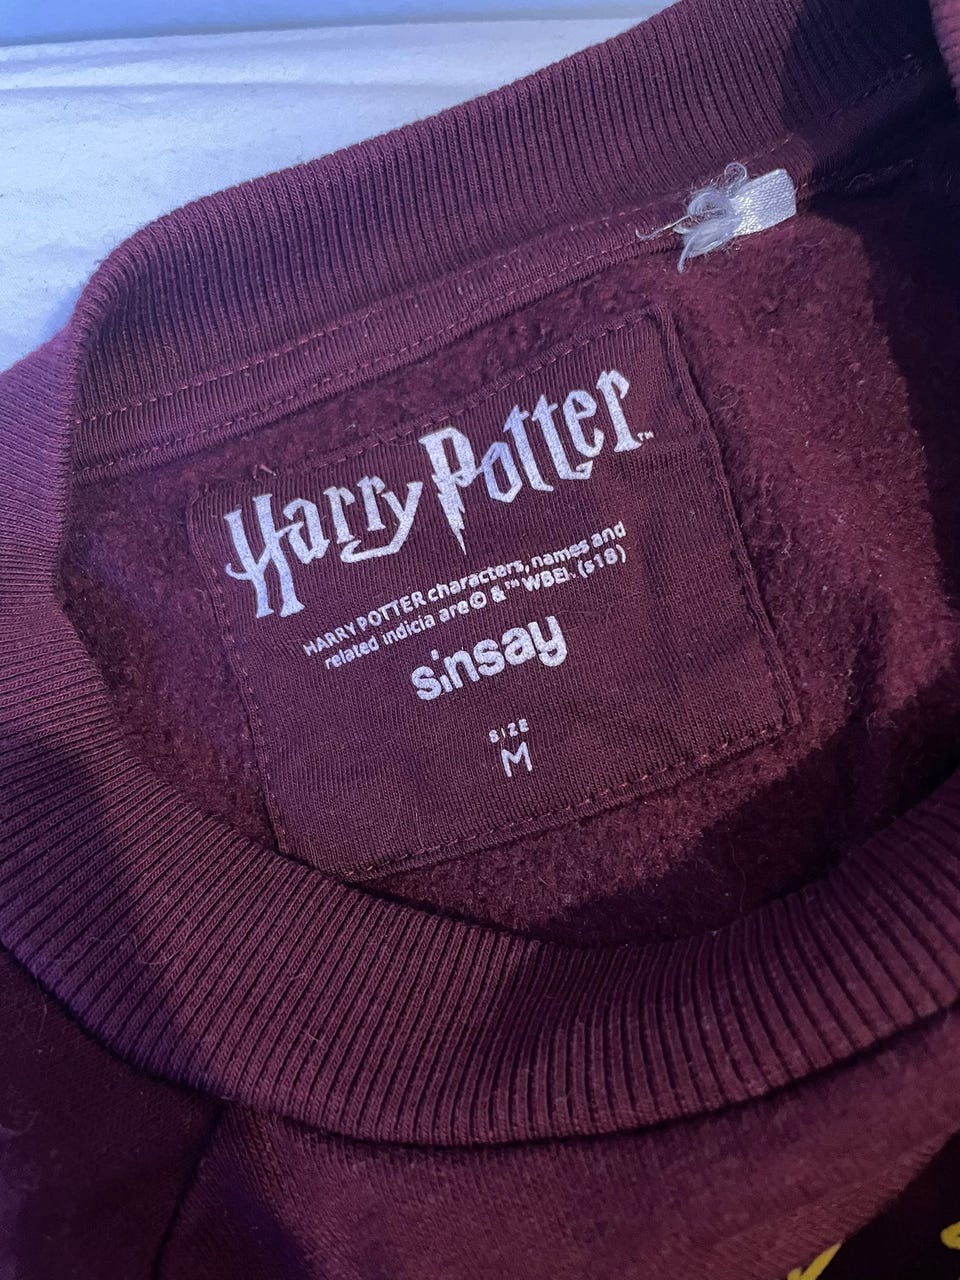 Harry Potter™
HARRY POTTER characters, names and
related indicia are © & ™ WBEI. (s18)
sinsay
SIZE
M